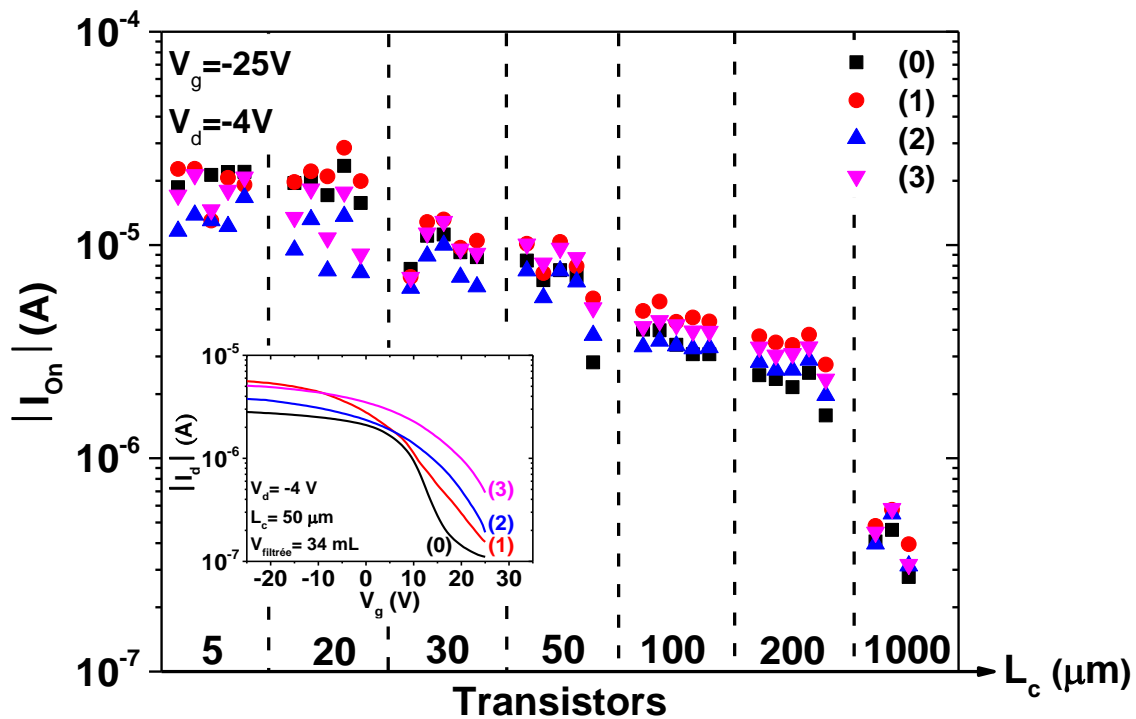 10⁻⁴
10⁻⁵
10⁻⁶
10⁻⁷
|I_On| (A)
V_g=-25V
V_d=-4V
(0)
(1)
(2)
(3)
10⁻⁵
10⁻⁶
10⁻⁷
|I_d| (A)
V_d= -4 V
L_c= 50 μm
V_filtrée= 34 mL
(3)
(2)
(0)
(1)
-20 -10 0 10 20 30
V_g (V)
5 20 30 50 100 200 1000
L_c (μm)
Transistors